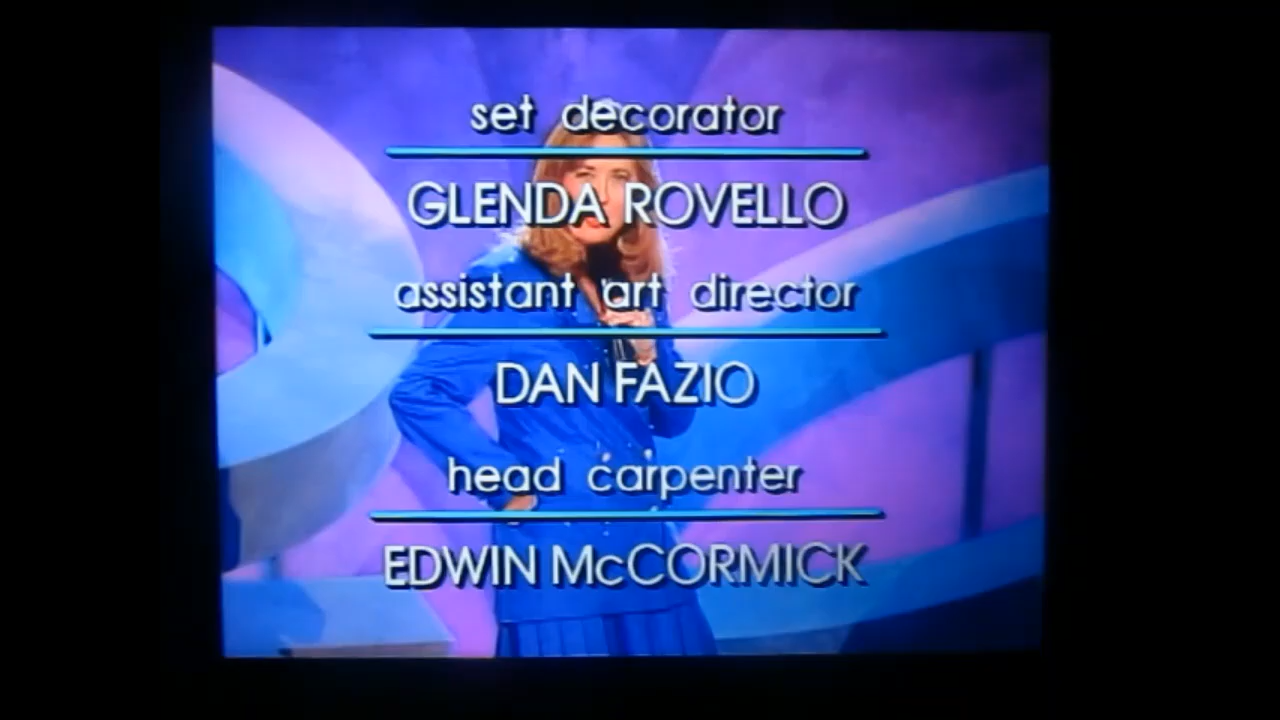 set decorator
GLENDA ROVELLO
assistant art director
DAN FAZIO
head carpenter
EDWIN McCORMICK